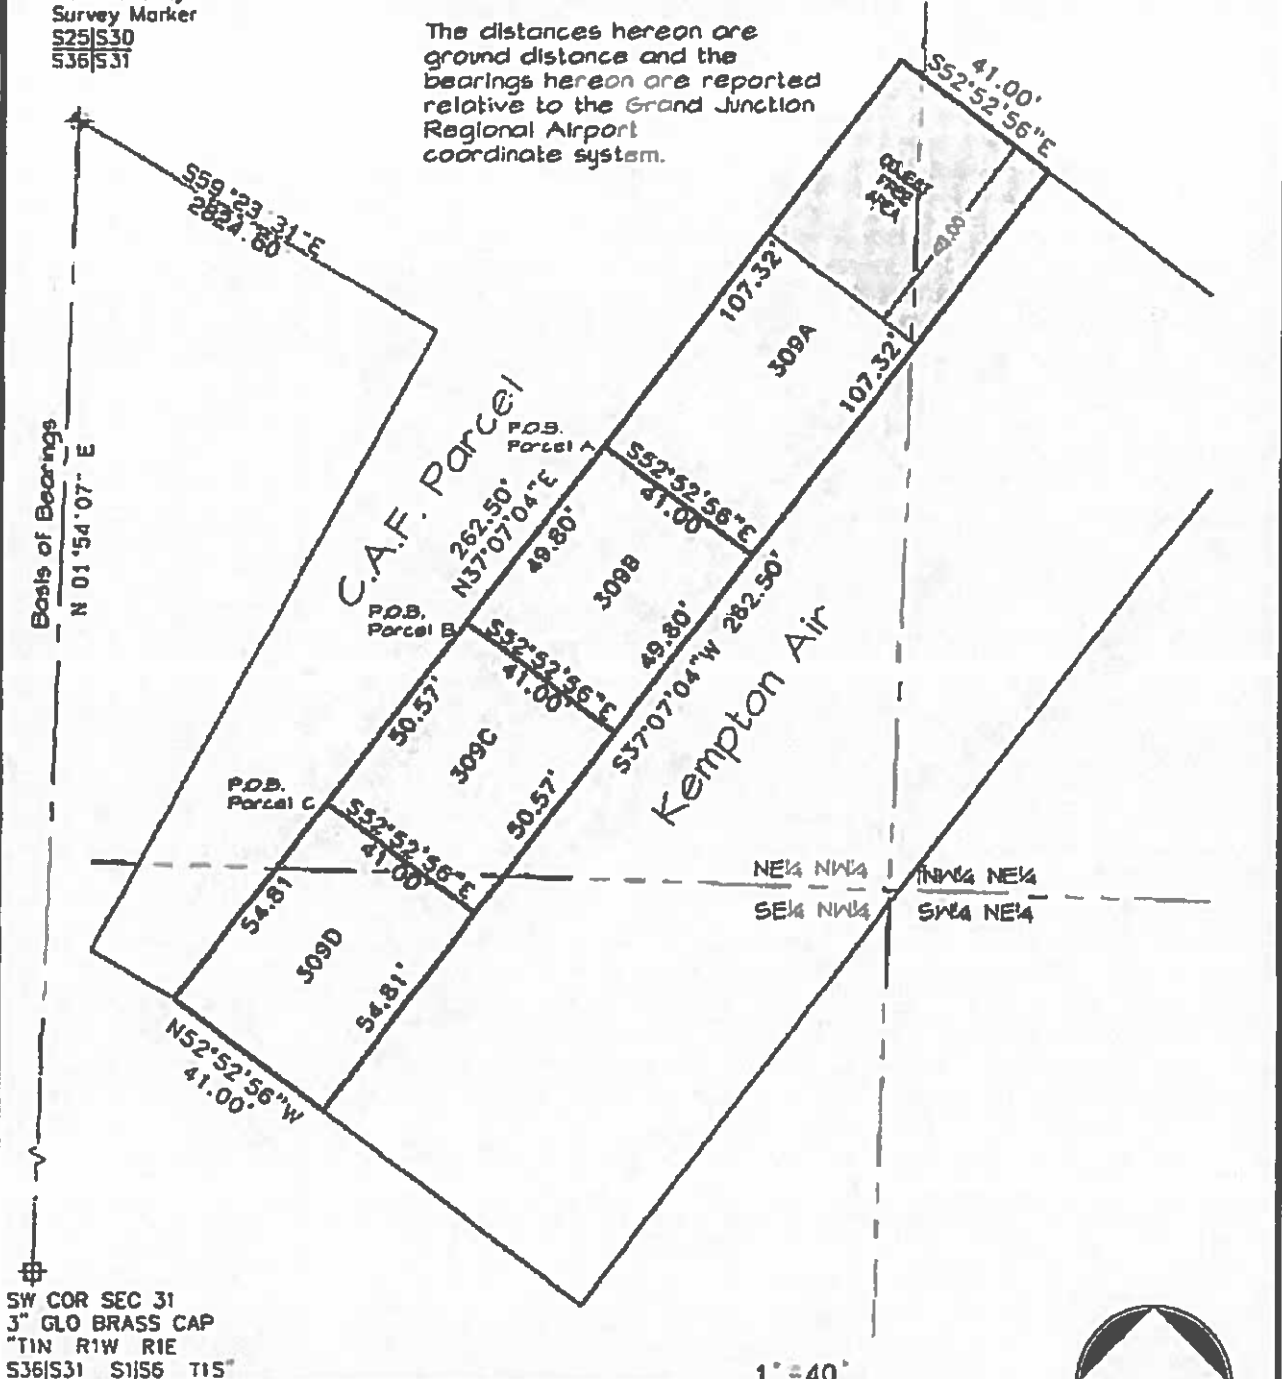 Survey Marker
S25|S30
S36|S31
The distances hereon are
ground distance and the
bearings hereon are reported
relative to the Grand Junction
Regional Airport
coordinate system.
41.00'
S52°52'56"E
S59°23'31"E
2824.60
40.00
107.32'
309A
107.32'
Basis of Bearings
N 01°54'07" E
C.A.F. Parcel
P.O.B.
Parcel A
S52°52'56"E
41.00'
262.50'
N37°07'04"E
49.80'
309B
49.80'
S37°07'04"W 282.50'
Kempton Air
P.O.B.
Parcel B
S52°52'56"E
41.00'
50.57'
309C
50.57'
P.O.B.
Parcel C
S52°52'56"E
41.00'
54.81'
309D
54.81'
NE¼ NW¼
NW¼ NE¼
SE¼ NW¼
SW¼ NE¼
N52°52'56"W
41.00'
SW COR SEC 31
3" GLO BRASS CAP
"T1N R1W R1E
S36|S31 S1|S6 T1S"
1"=40'